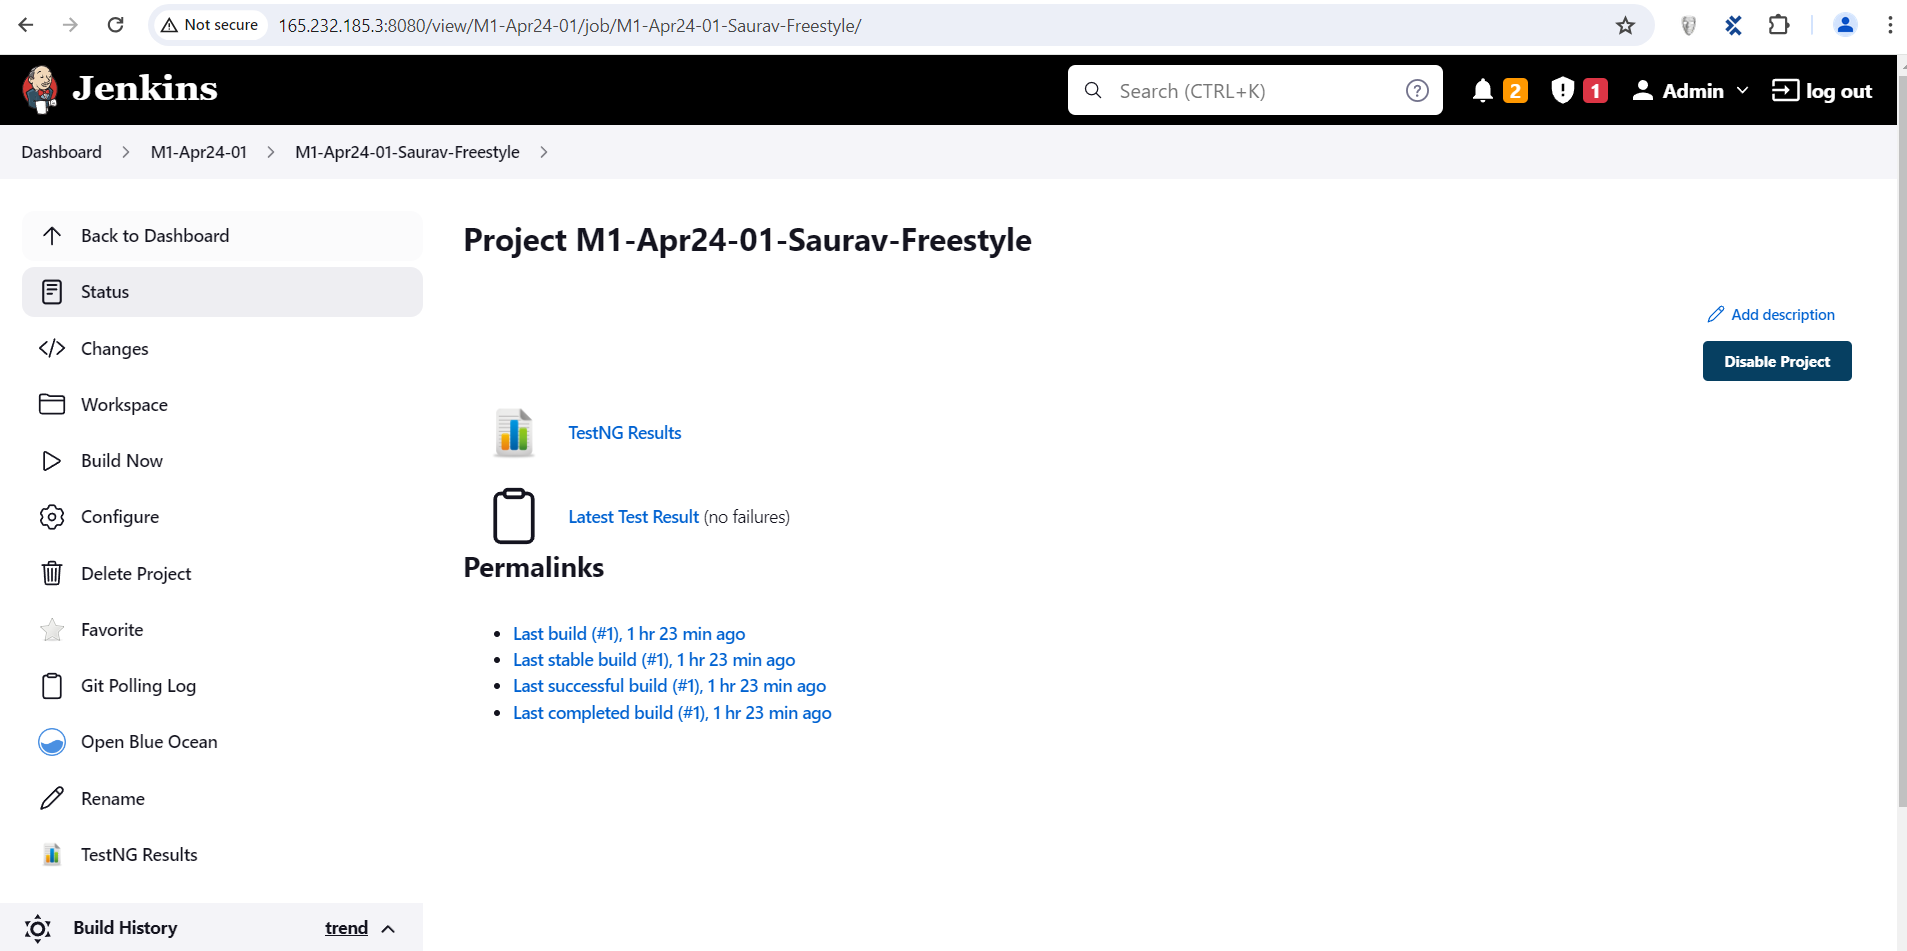 Not secure 165.232.185.3:8080/view/M1-Apr24-01/job/M1-Apr24-01-Saurav-Freestyle/
Jenkins Search (CTRL+K) ? 2 1 Admin log out
Dashboard > M1-Apr24-01 > M1-Apr24-01-Saurav-Freestyle >
Back to Dashboard
Status
Changes
Workspace
Build Now
Configure
Delete Project
Favorite
Git Polling Log
Open Blue Ocean
Rename
TestNG Results
Build History trend
Project M1-Apr24-01-Saurav-Freestyle
Add description
Disable Project
TestNG Results
Latest Test Result (no failures)
Permalinks
Last build (#1), 1 hr 23 min ago
Last stable build (#1), 1 hr 23 min ago
Last successful build (#1), 1 hr 23 min ago
Last completed build (#1), 1 hr 23 min ago